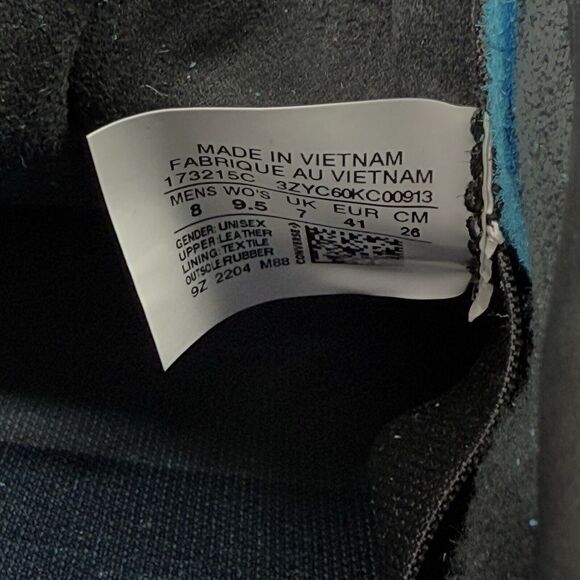 MADE IN VIETNAM
FABRIQUE AU VIETNAM
173215C 3ZYC60KC00913
MENS WO'S UK EUR CM
8 9.5 7 41 26
GENDER: UNISEX
UPPER: LEATHER
LINING: TEXTILE
OUTSOLE: RUBBER
9Z 2204 M88
CONVERSE